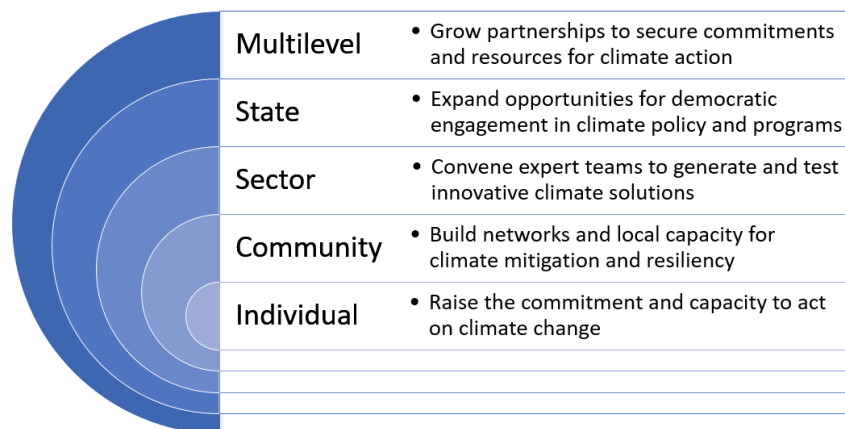 Multilevel
• Grow partnerships to secure commitments
and resources for climate action
State
• Expand opportunities for democratic
engagement in climate policy and programs
Sector
• Convene expert teams to generate and test
innovative climate solutions
Community
• Build networks and local capacity for
climate mitigation and resiliency
Individual
• Raise the commitment and capacity to act
on climate change